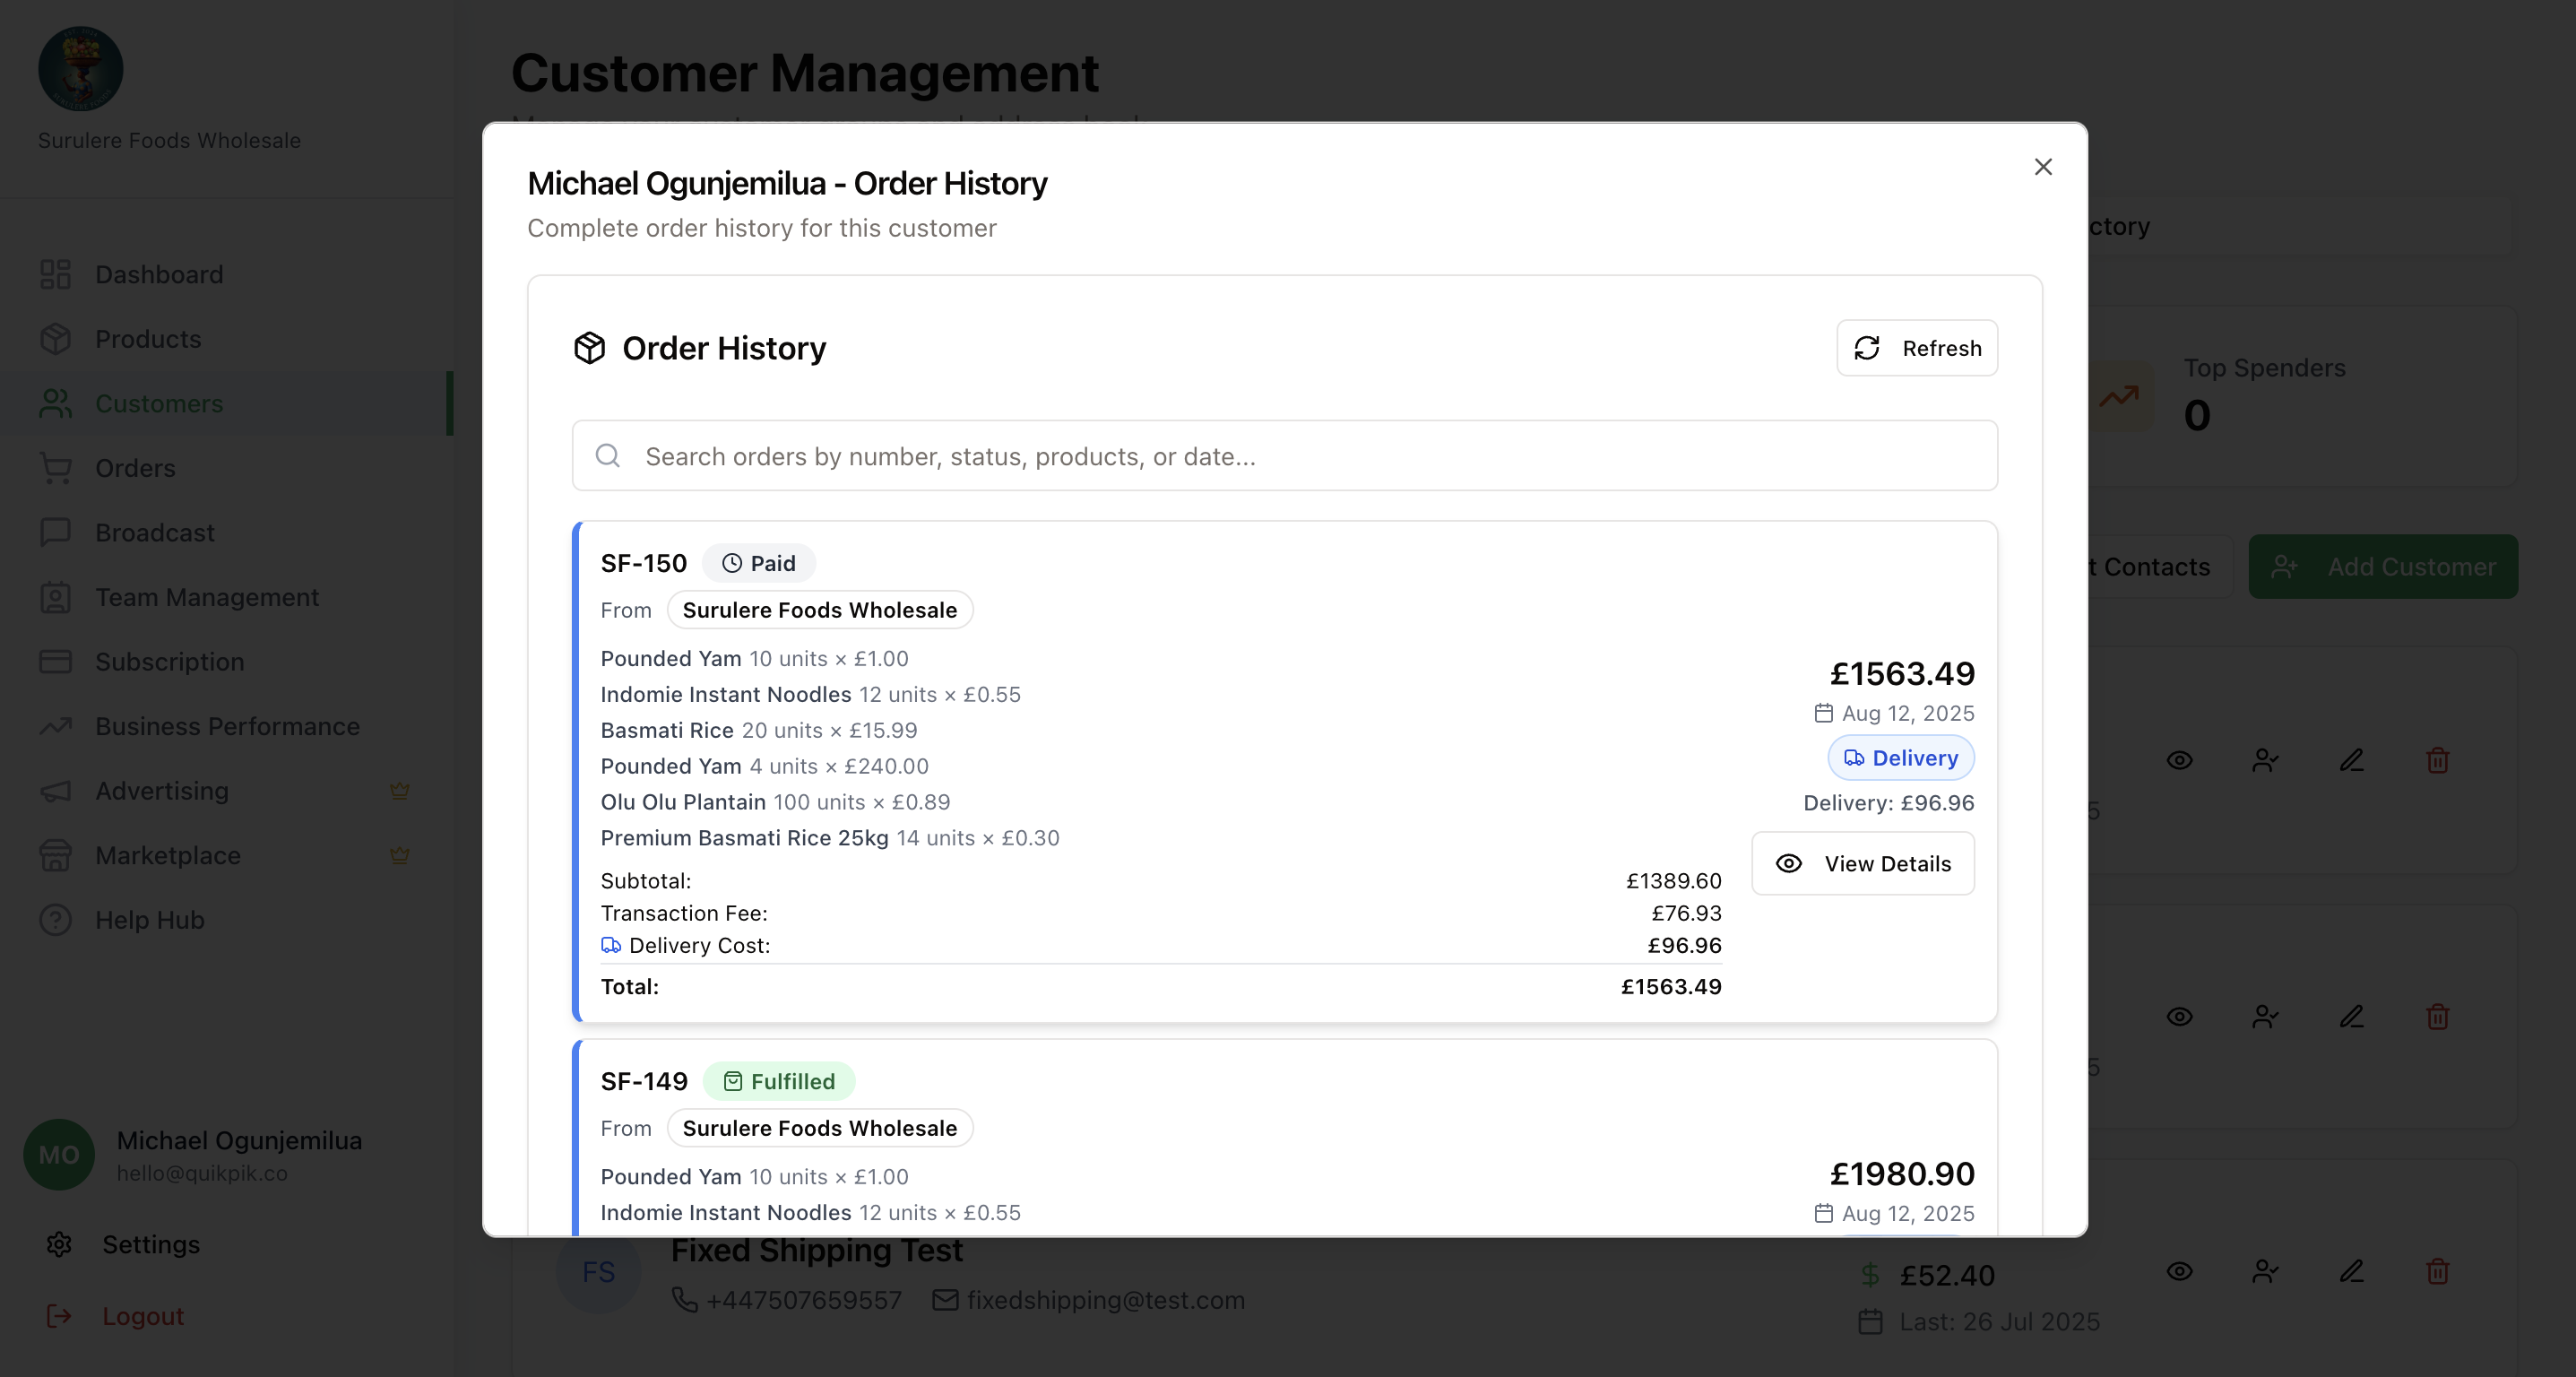 Surulere Foods Wholesale
Dashboard
Products
Customers
Orders
Broadcast
Team Management
Subscription
Business Performance
Advertising
Marketplace
Help Hub
MO
Michael Ogunjemilua
hello@quikpik.co
Settings
Logout
Customer Management
ctory
Top Spenders
0
t Contacts
Add Customer
Michael Ogunjemilua - Order History
Complete order history for this customer
Order History
Refresh
Search orders by number, status, products, or date...
SF-150 Paid
From Surulere Foods Wholesale
Pounded Yam 10 units × £1.00
Indomie Instant Noodles 12 units × £0.55
Basmati Rice 20 units × £15.99
Pounded Yam 4 units × £240.00
Olu Olu Plantain 100 units × £0.89
Premium Basmati Rice 25kg 14 units × £0.30
Subtotal: £1389.60
Transaction Fee: £76.93
Delivery Cost: £96.96
Total: £1563.49
£1563.49
Aug 12, 2025
Delivery
Delivery: £96.96
View Details
SF-149 Fulfilled
From Surulere Foods Wholesale
Pounded Yam 10 units × £1.00
Indomie Instant Noodles 12 units × £0.55
£1980.90
Aug 12, 2025
5
5
FS
Fixed Shipping Test
+447507659557 fixedshipping@test.com
£52.40
Last: 26 Jul 2025